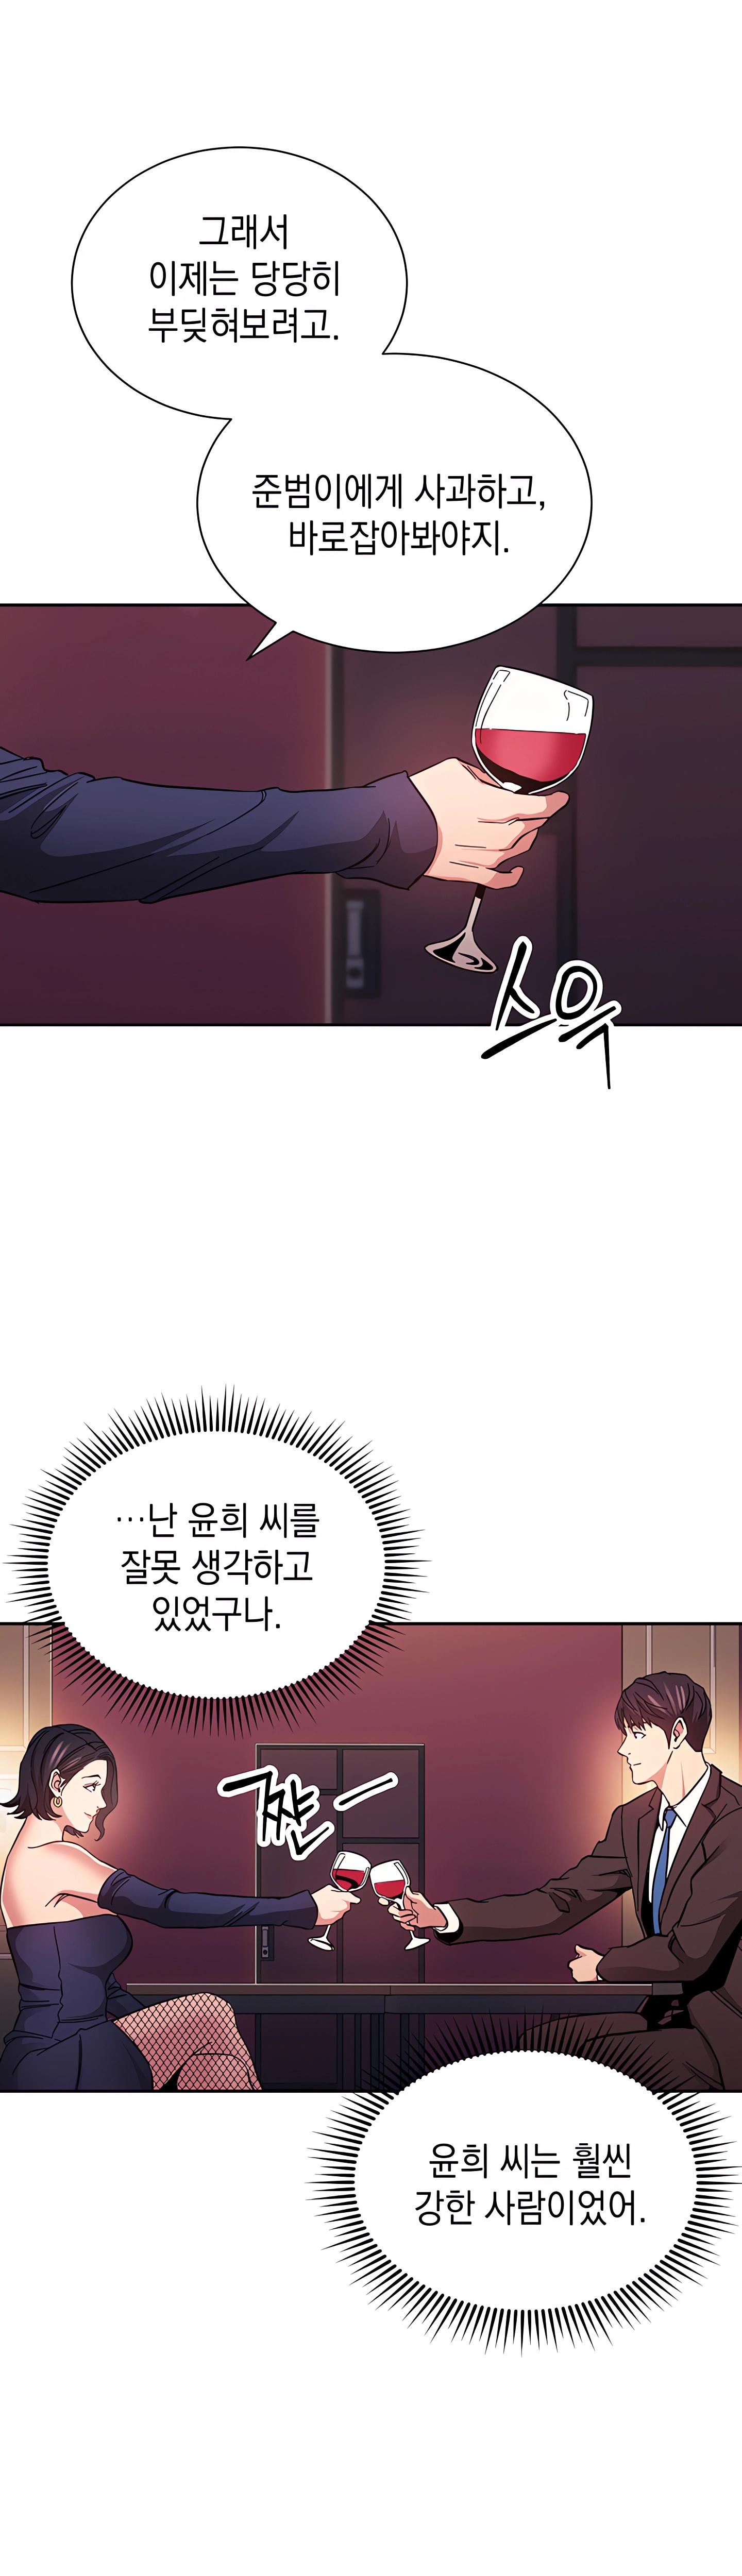 그래서
이제는 당당히
부딪혀보려고.
준범이에게 사과하고,
바로잡아봐야지.
스윽
…난 윤희 씨를
잘못 생각하고
있었구나.
짠―
윤희 씨는 훨씬
강한 사람이었어.